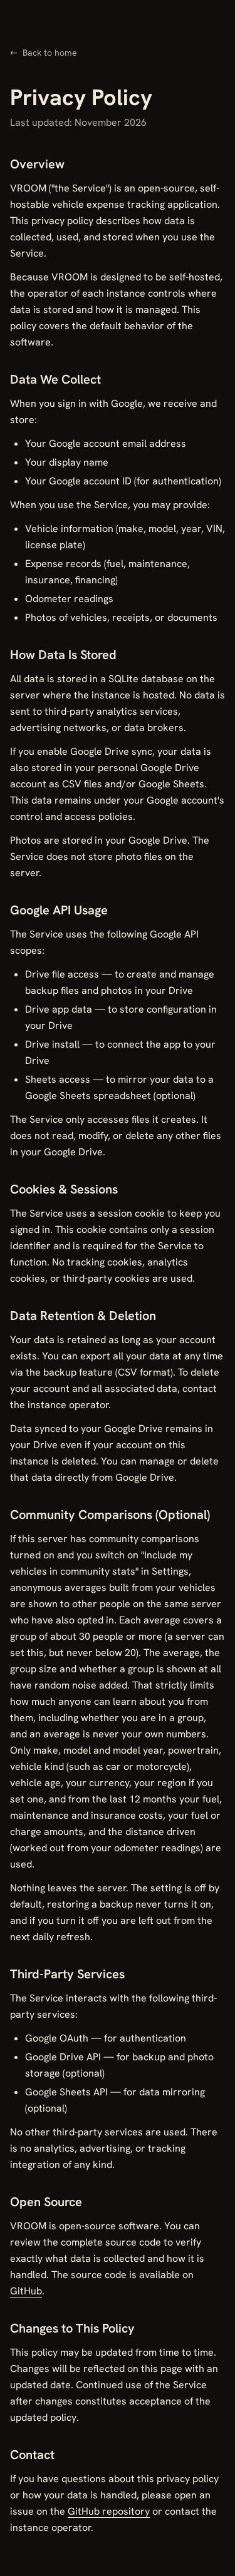 ← Back to home
Privacy Policy
Last updated: November 2026
Overview
VROOM ("the Service") is an open-source, self-
hostable vehicle expense tracking application.
This privacy policy describes how data is
collected, used, and stored when you use the
Service.
Because VROOM is designed to be self-hosted,
the operator of each instance controls where
data is stored and how it is managed. This
policy covers the default behavior of the
software.
Data We Collect
When you sign in with Google, we receive and
store:
• Your Google account email address
• Your display name
• Your Google account ID (for authentication)
When you use the Service, you may provide:
• Vehicle information (make, model, year, VIN,
license plate)
• Expense records (fuel, maintenance,
insurance, financing)
• Odometer readings
• Photos of vehicles, receipts, or documents
How Data Is Stored
All data is stored in a SQLite database on the
server where the instance is hosted. No data is
sent to third-party analytics services,
advertising networks, or data brokers.
If you enable Google Drive sync, your data is
also stored in your personal Google Drive
account as CSV files and/or Google Sheets.
This data remains under your Google account's
control and access policies.
Photos are stored in your Google Drive. The
Service does not store photo files on the
server.
Google API Usage
The Service uses the following Google API
scopes:
• Drive file access — to create and manage
backup files and photos in your Drive
• Drive app data — to store configuration in
your Drive
• Drive install — to connect the app to your
Drive
• Sheets access — to mirror your data to a
Google Sheets spreadsheet (optional)
The Service only accesses files it creates. It
does not read, modify, or delete any other files
in your Google Drive.
Cookies & Sessions
The Service uses a session cookie to keep you
signed in. This cookie contains only a session
identifier and is required for the Service to
function. No tracking cookies, analytics
cookies, or third-party cookies are used.
Data Retention & Deletion
Your data is retained as long as your account
exists. You can export all your data at any time
via the backup feature (CSV format). To delete
your account and all associated data, contact
the instance operator.
Data synced to your Google Drive remains in
your Drive even if your account on this
instance is deleted. You can manage or delete
that data directly from Google Drive.
Community Comparisons (Optional)
If this server has community comparisons
turned on and you switch on "Include my
vehicles in community stats" in Settings,
anonymous averages built from your vehicles
are shown to other people on the same server
who have also opted in. Each average covers a
group of about 30 people or more (a server can
set this, but never below 20). The average, the
group size and whether a group is shown at all
have random noise added. That strictly limits
how much anyone can learn about you from
them, including whether you are in a group,
and an average is never your own numbers.
Only make, model and model year, powertrain,
vehicle kind (such as car or motorcycle),
vehicle age, your currency, your region if you
set one, and from the last 12 months your fuel,
maintenance and insurance costs, your fuel or
charge amounts, and the distance driven
(worked out from your odometer readings) are
used.
Nothing leaves the server. The setting is off by
default, restoring a backup never turns it on,
and if you turn it off you are left out from the
next daily refresh.
Third-Party Services
The Service interacts with the following third-
party services:
• Google OAuth — for authentication
• Google Drive API — for backup and photo
storage (optional)
• Google Sheets API — for data mirroring
(optional)
No other third-party services are used. There
is no analytics, advertising, or tracking
integration of any kind.
Open Source
VROOM is open-source software. You can
review the complete source code to verify
exactly what data is collected and how it is
handled. The source code is available on
GitHub.
Changes to This Policy
This policy may be updated from time to time.
Changes will be reflected on this page with an
updated date. Continued use of the Service
after changes constitutes acceptance of the
updated policy.
Contact
If you have questions about this privacy policy
or how your data is handled, please open an
issue on the GitHub repository or contact the
instance operator.